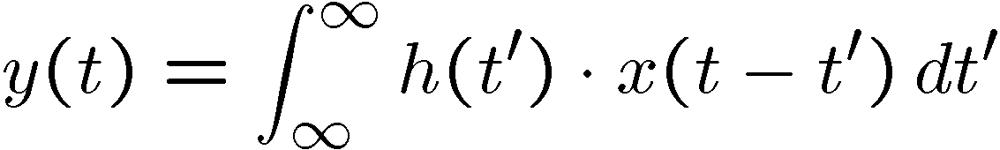 y(t) = ∫_∞^∞ h(t′) · x(t − t′) dt′